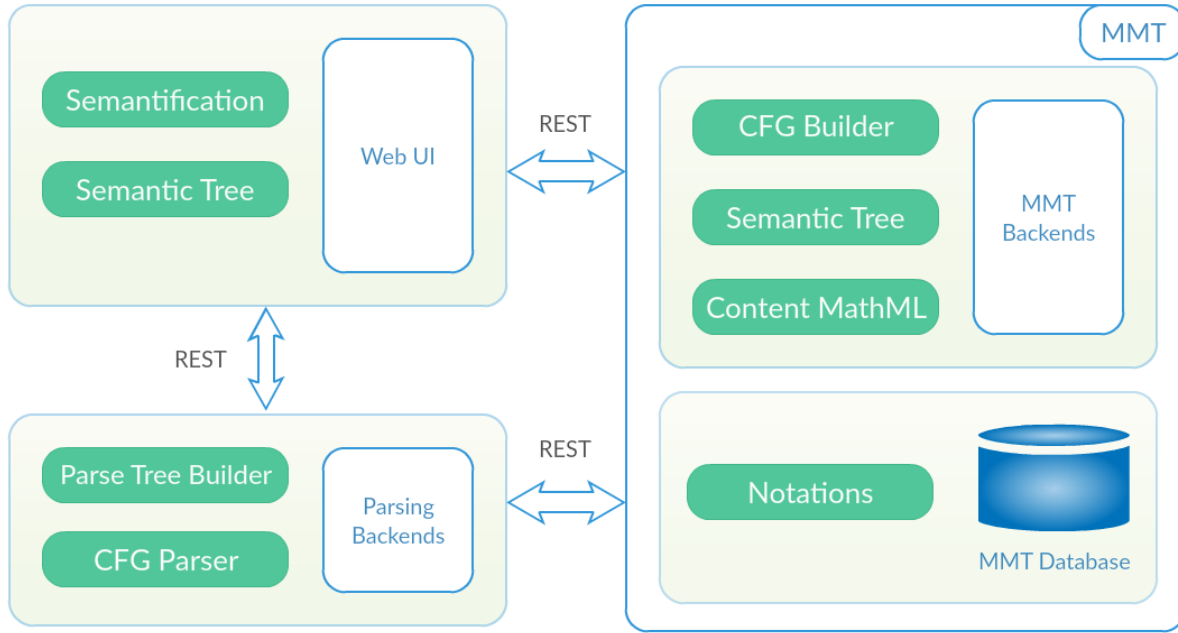 Semantification
Semantic Tree
Web UI
REST
MMT
CFG Builder
Semantic Tree
Content MathML
MMT
Backends
REST
Parse Tree Builder
CFG Parser
Parsing
Backends
REST
Notations
MMT Database